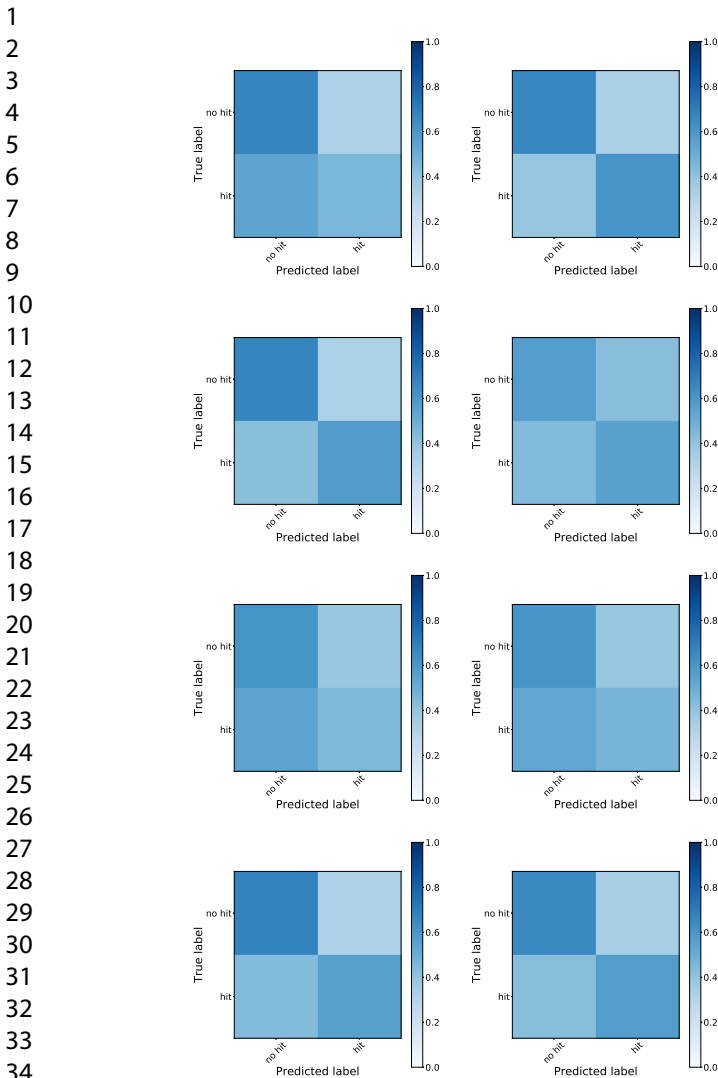 1
2
3
4
5
6
7
8
9
10
11
12
13
14
15
16
17
18
19
20
21
22
23
24
25
26
27
28
29
30
31
32
33
34
1.0
0.8
0.6
0.4
0.2
0.0
True label
no hit
hit
no hit
hit
Predicted label
1.0
0.8
0.6
0.4
0.2
0.0
True label
no hit
hit
no hit
hit
Predicted label
1.0
0.8
0.6
0.4
0.2
0.0
True label
no hit
hit
no hit
hit
Predicted label
1.0
0.8
0.6
0.4
0.2
0.0
True label
no hit
hit
no hit
hit
Predicted label
1.0
0.8
0.6
0.4
0.2
0.0
True label
no hit
hit
no hit
hit
Predicted label
1.0
0.8
0.6
0.4
0.2
0.0
True label
no hit
hit
no hit
hit
Predicted label
1.0
0.8
0.6
0.4
0.2
0.0
True label
no hit
hit
no hit
hit
Predicted label
1.0
0.8
0.6
0.4
0.2
0.0
True label
no hit
hit
no hit
hit
Predicted label